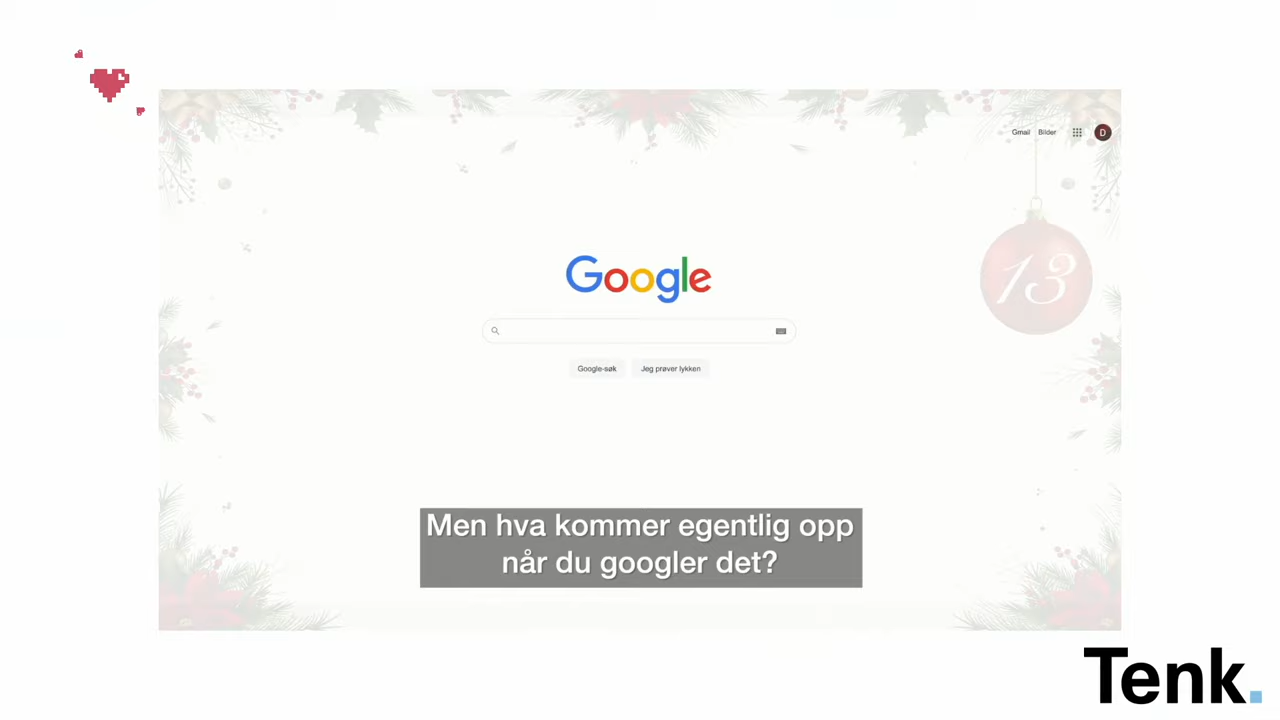 Gmail Bilder
D
13
Google
Google-søk Jeg prøver lykken
Men hva kommer egentlig opp
når du googler det?
Tenk.